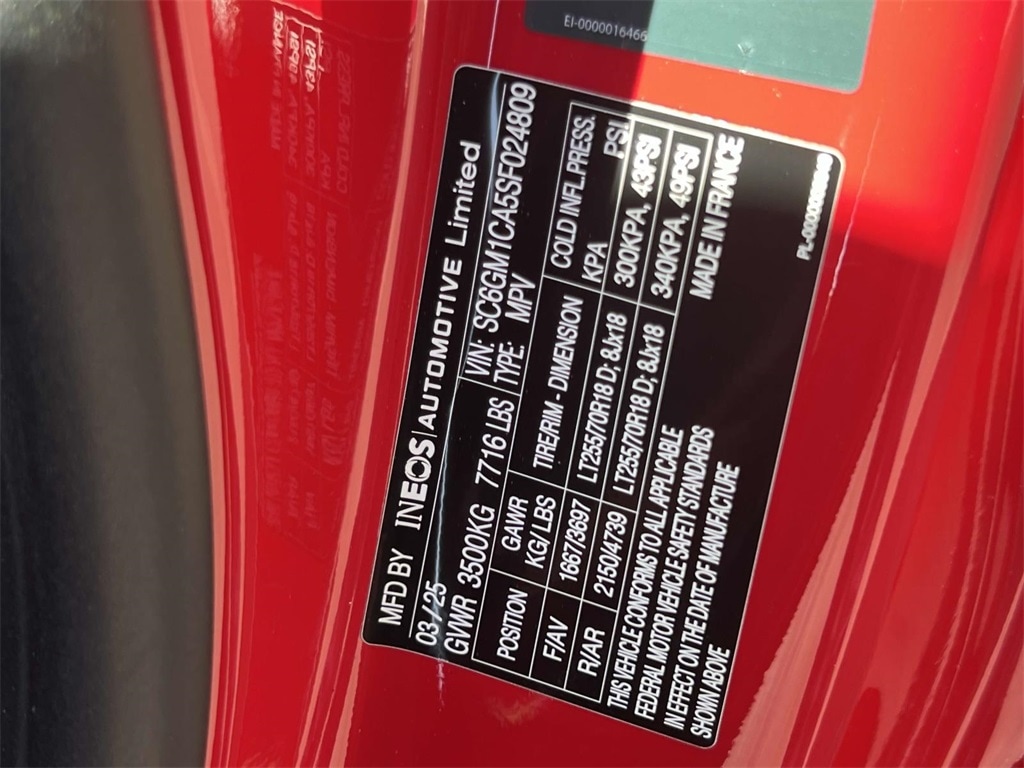 EI-0000016466
MFD BY INEOS | AUTOMOTIVE Limited
03 / 25 VIN: SC6GM1CA5SF024809
GVWR 3500KG 7716 LBS TYPE: MPV
POSITION GAWR KG/ LBS TIRE/RIM - DIMENSION COLD INFL.PRESS. KPA PSI
F/AV 1667/3697 LT255/70R18 D; 8Jx18 300KPA, 43PSI
R/AR 2150/4739 LT255/70R18 D; 8Jx18 340KPA, 49PSI
THIS VEHICLE CONFORMS TO ALL APPLICABLE MADE IN FRANCE
FEDERAL MOTOR VEHICLE SAFETY STANDARDS
IN EFFECT ON THE DATE OF MANUFACTURE
SHOWN ABOVE